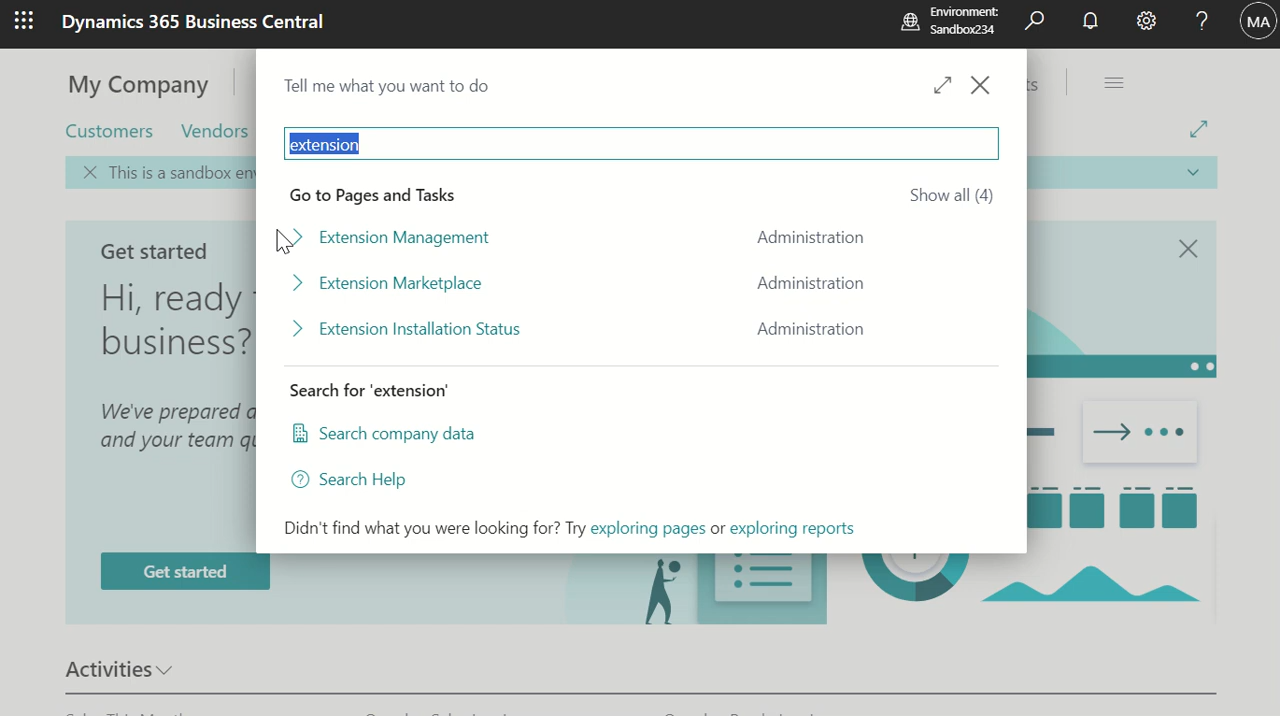 Dynamics 365 Business Central
Environment:
Sandbox234
MA
My Company
Tell me what you want to do
ts
Customers Vendors
extension
This is a sandbox
Go to Pages and Tasks Show all (4)
Extension Management Administration
Extension Marketplace Administration
Extension Installation Status Administration
Search for 'extension'
Search company data
Search Help
Didn't find what you were looking for? Try exploring pages or exploring reports
Get started
Hi, ready
business?
We've prepared
and your team
Get started
Activities